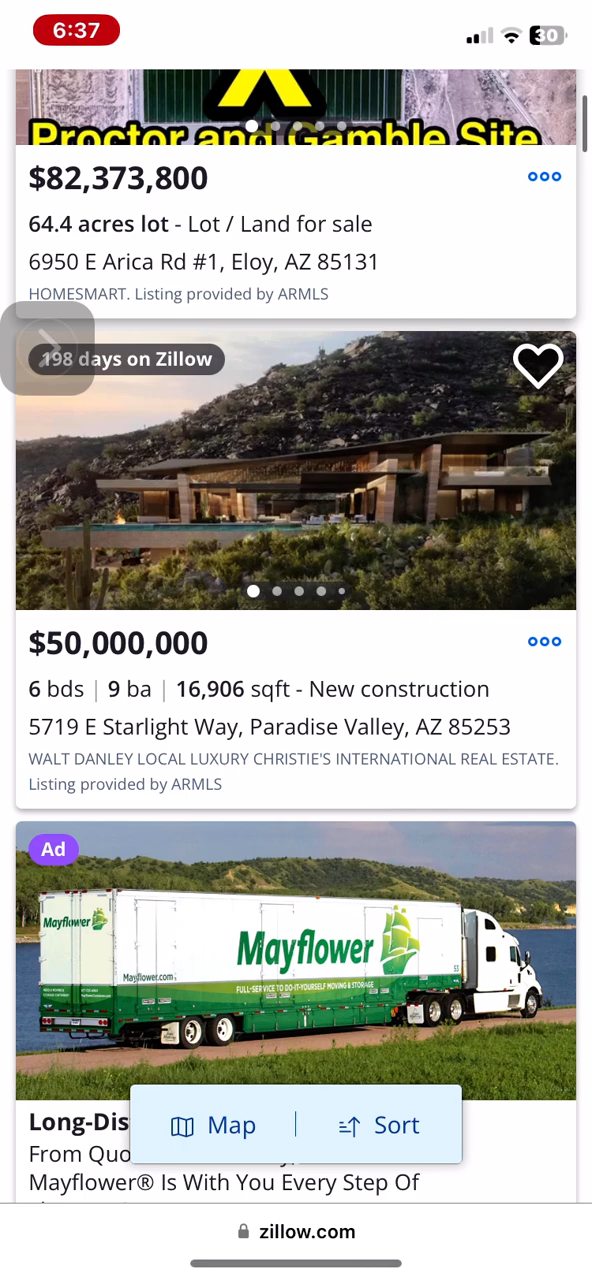 6:37
30
Proctor and Gamble Site
$82,373,800
64.4 acres lot - Lot / Land for sale
6950 E Arica Rd #1, Eloy, AZ 85131
HOMESMART. Listing provided by ARMLS
198 days on Zillow
$50,000,000
6 bds | 9 ba | 16,906 sqft - New construction
5719 E Starlight Way, Paradise Valley, AZ 85253
WALT DANLEY LOCAL LUXURY CHRISTIE'S INTERNATIONAL REAL ESTATE.
Listing provided by ARMLS
Ad
Mayflower
Mayflower
Mayflower.com
FULL-SERVICE TO DO-IT-YOURSELF MOVING & STORAGE
53
Long-Dis
Map | Sort
From Quo
Mayflower® Is With You Every Step Of
zillow.com